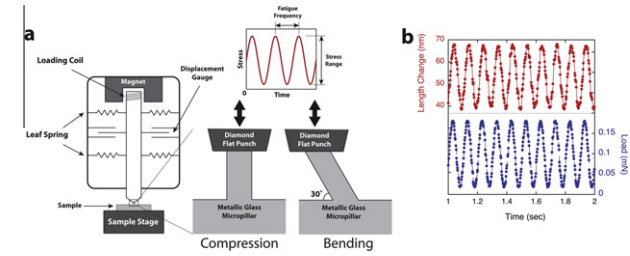 a
Fatigue
Frequency
Stress
Stress
Range
0
Time
Loading Coil
Magnet
Displacement
Gauge
Leaf Spring
Diamond
Flat Punch
Diamond
Flat Punch
30°
Sample
Metallic Glass
Micropillar
Metallic Glass
Micropillar
Sample Stage
Compression
Bending
b
Length Change (nm)
70
60
50
40
0.15
0.1
0.05
0
Load (mN)
1
1.2
1.4
1.6
1.8
2
Time (sec)